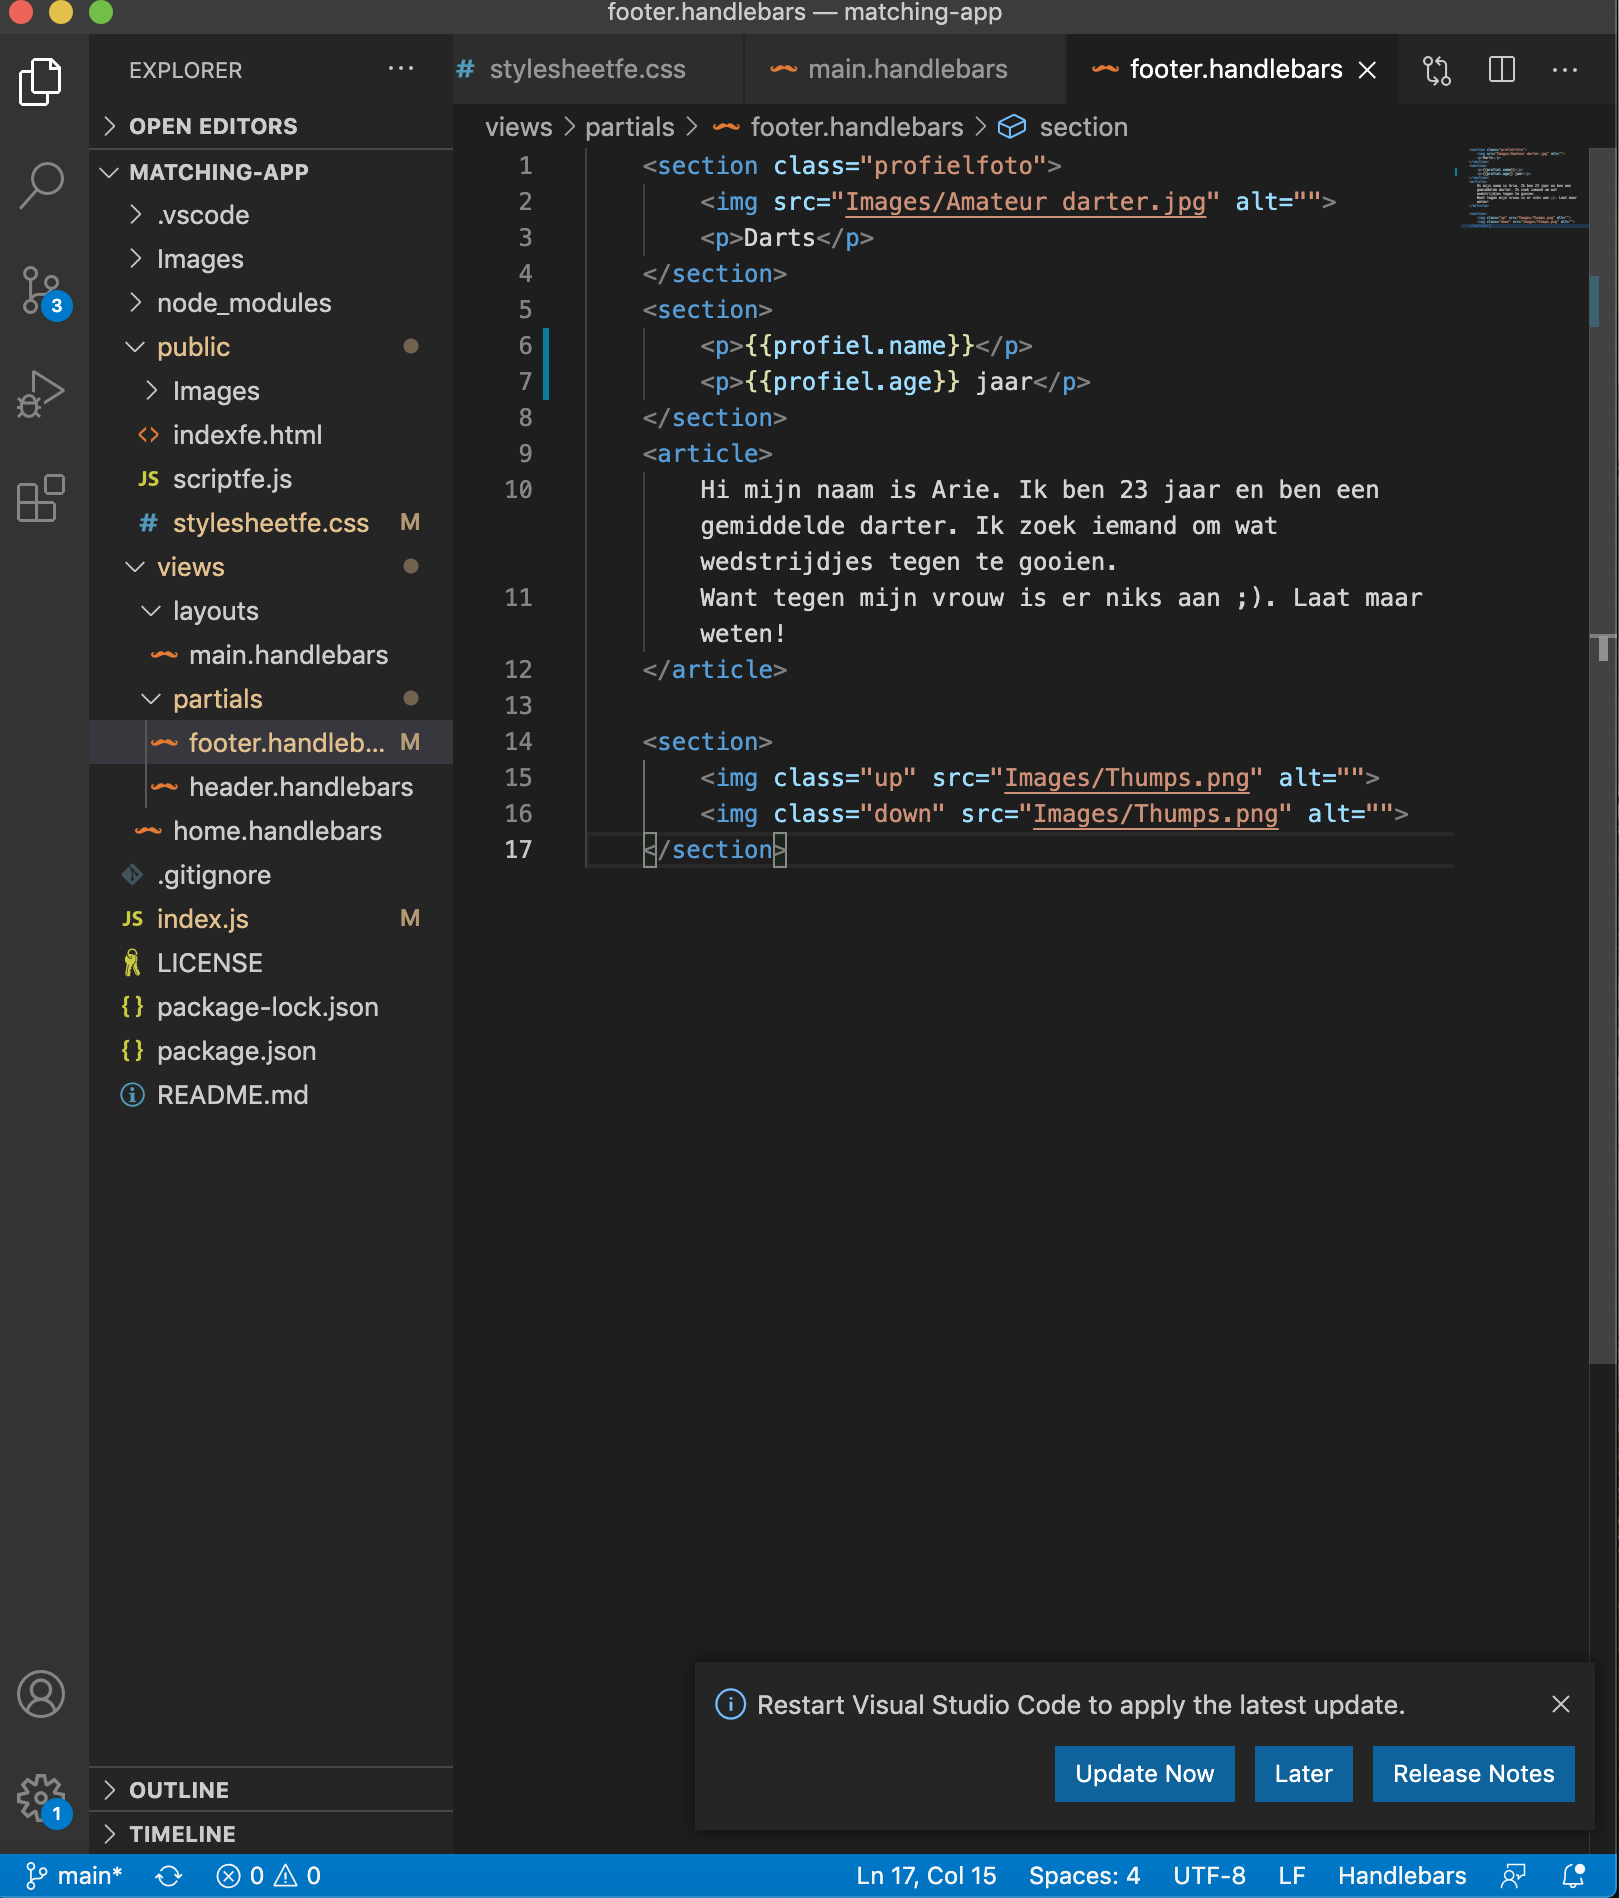 footer.handlebars — matching-app
EXPLORER
# stylesheetfe.css
main.handlebars
footer.handlebars
OPEN EDITORS
views > partials > footer.handlebars > section
MATCHING-APP
.vscode
Images
node_modules
public
Images
indexfe.html
JS scriptfe.js
# stylesheetfe.css M
views
layouts
main.handlebars
partials
footer.handleb... M
header.handlebars
home.handlebars
.gitignore
JS index.js M
LICENSE
{} package-lock.json
{} package.json
README.md
OUTLINE
TIMELINE
3
1
1 <section class="profielfoto">
2 <img src="Images/Amateur darter.jpg" alt="">
3 <p>Darts</p>
4 </section>
5 <section>
6 <p>{{profiel.name}}</p>
7 <p>{{profiel.age}} jaar</p>
8 </section>
9 <article>
10 Hi mijn naam is Arie. Ik ben 23 jaar en ben een
gemiddelde darter. Ik zoek iemand om wat
wedstrijdjes tegen te gooien.
11 Want tegen mijn vrouw is er niks aan ;). Laat maar
weten!
12 </article>
13
14 <section>
15 <img class="up" src="Images/Thumps.png" alt="">
16 <img class="down" src="Images/Thumps.png" alt="">
17 </section>
Restart Visual Studio Code to apply the latest update.
Update Now
Later
Release Notes
main* 0 0 Ln 17, Col 15 Spaces: 4 UTF-8 LF Handlebars